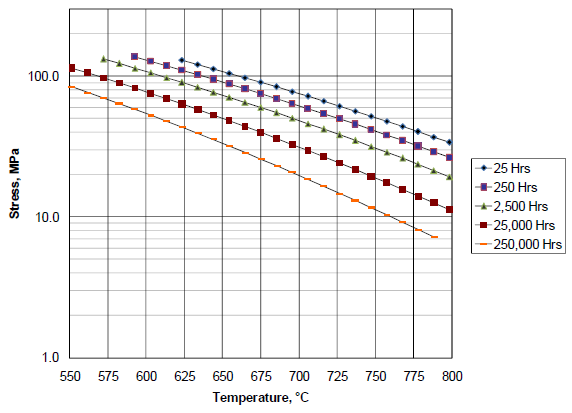 Stress, MPa
100.0
10.0
1.0
550 575 600 625 650 675 700 725 750 775 800
Temperature, °C
25 Hrs
250 Hrs
2,500 Hrs
25,000 Hrs
250,000 Hrs